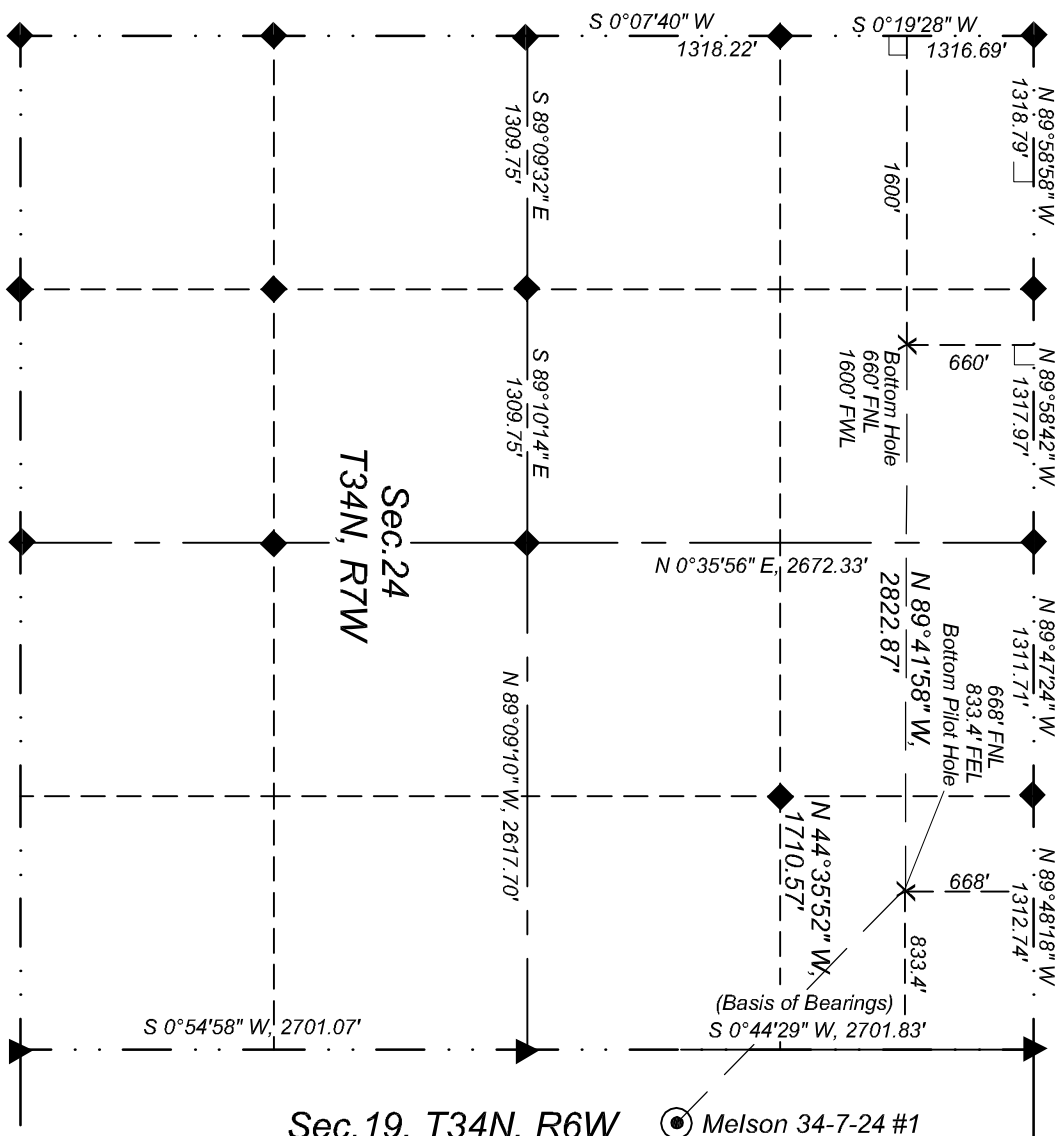 S 0°07'40" W
1318.22'
S 0°19'28" W
1316.69'
N 89°58'58" W
1318.79'
S 89°09'32" E
1309.75'
1600'
S 89°10'14" E
1309.75'
Bottom Hole
660' FNL
1600' FWL
660'
N 89°58'42" W
1317.97'
Sec.24
T34N, R7W
N 0°35'56" E, 2672.33'
N 89°41'58" W,
2822.87'
668' FNL
833.4' FEL
Bottom Pilot Hole
N 89°47'24" W
1311.71'
N 89°09'10" W, 2617.70'
N 44°35'52" W,
1710.57'
668'
833.4'
N 89°48'18" W
1312.74'
(Basis of Bearings)
S 0°54'58" W, 2701.07'
S 0°44'29" W, 2701.83'
Sec.19, T34N, R6W
Melson 34-7-24 #1